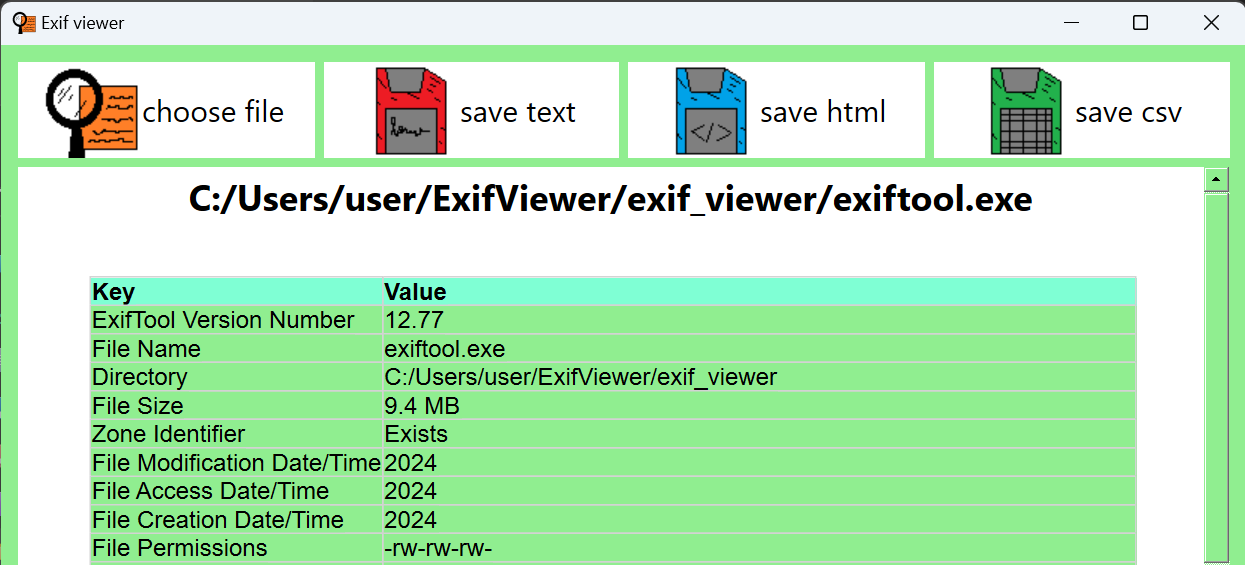 Exif viewer
choose file save text save html save csv
C:/Users/user/ExifViewer/exif_viewer/exiftool.exe
Key Value
ExifTool Version Number 12.77
File Name exiftool.exe
Directory C:/Users/user/ExifViewer/exif_viewer
File Size 9.4 MB
Zone Identifier Exists
File Modification Date/Time 2024
File Access Date/Time 2024
File Creation Date/Time 2024
File Permissions -rw-rw-rw-